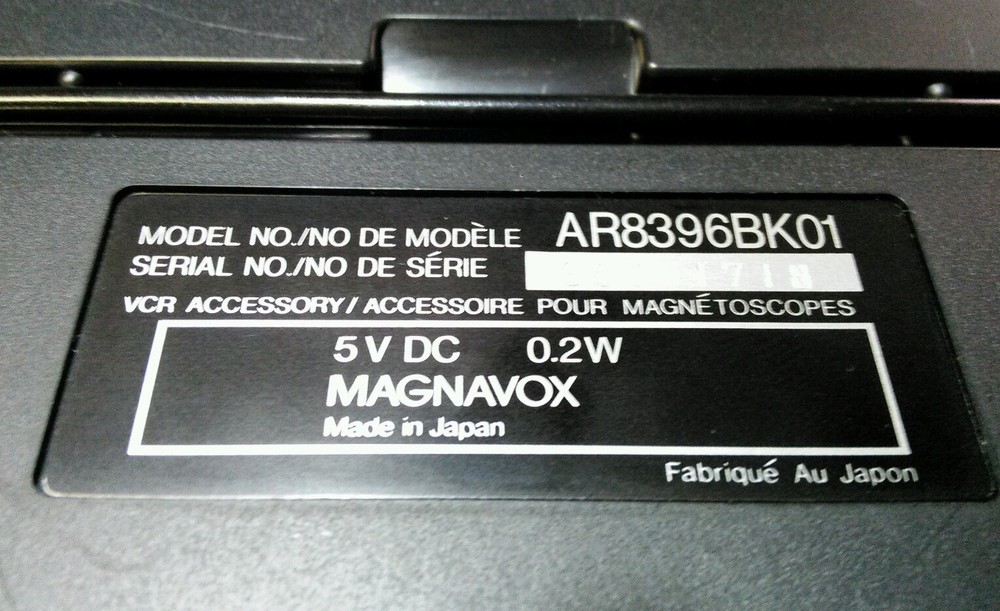 MODEL NO./NO DE MODÈLE AR8396BK01
SERIAL NO./NO DE SÉRIE
VCR ACCESSORY/ACCESSOIRE POUR MAGNÉTOSCOPES
5V DC 0.2W
MAGNAVOX
Made in Japan
Fabriqué Au Japon